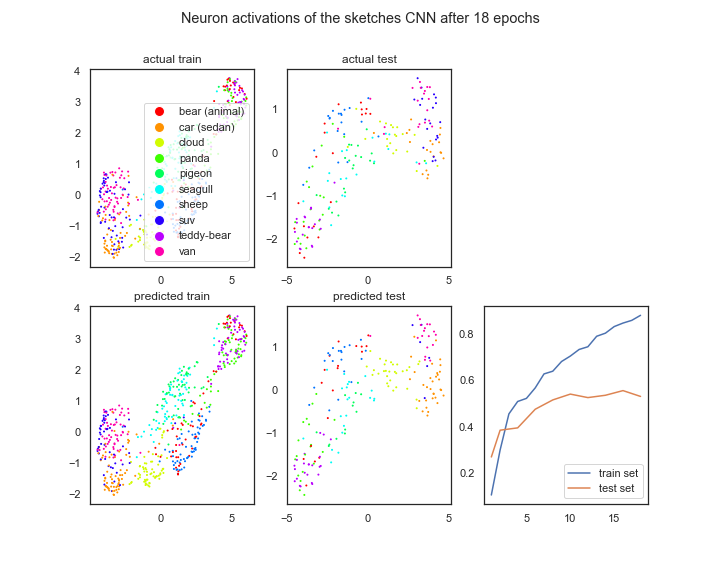 Neuron activations of the sketches CNN after 18 epochs
actual train
actual test
4
3
2
1
0
−1
−2
0
5
bear (animal)
car (sedan)
cloud
panda
pigeon
seagull
sheep
suv
teddy-bear
van
1
0
−1
−2
−5
0
5
predicted train
predicted test
4
3
2
1
0
−1
−2
0
5
1
0
−1
−2
−5
0
5
0.8
0.6
0.4
0.2
train set
test set
5
10
15